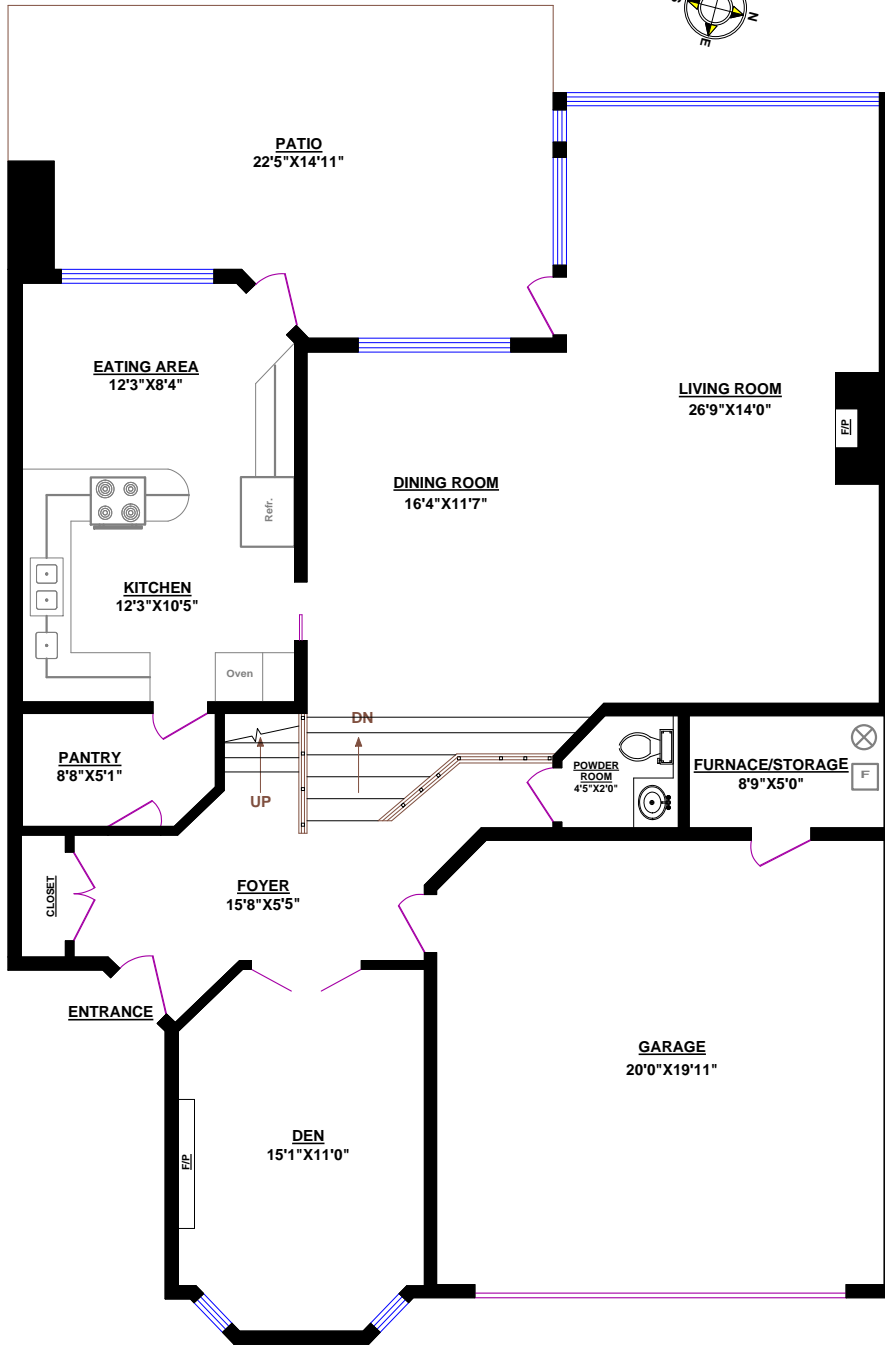 S
N
E
PATIO
22'5"X14'11"
EATING AREA
12'3"X8'4"
LIVING ROOM
26'9"X14'0"
F/P
DINING ROOM
16'4"X11'7"
Refr.
KITCHEN
12'3"X10'5"
Oven
DN
UP
PANTRY
8'8"X5'1"
POWDER
ROOM
4'5"X2'0"
FURNACE/STORAGE
8'9"X5'0"
F
CLOSET
FOYER
15'8"X5'5"
ENTRANCE
GARAGE
20'0"X19'11"
DEN
15'1"X11'0"
F/P